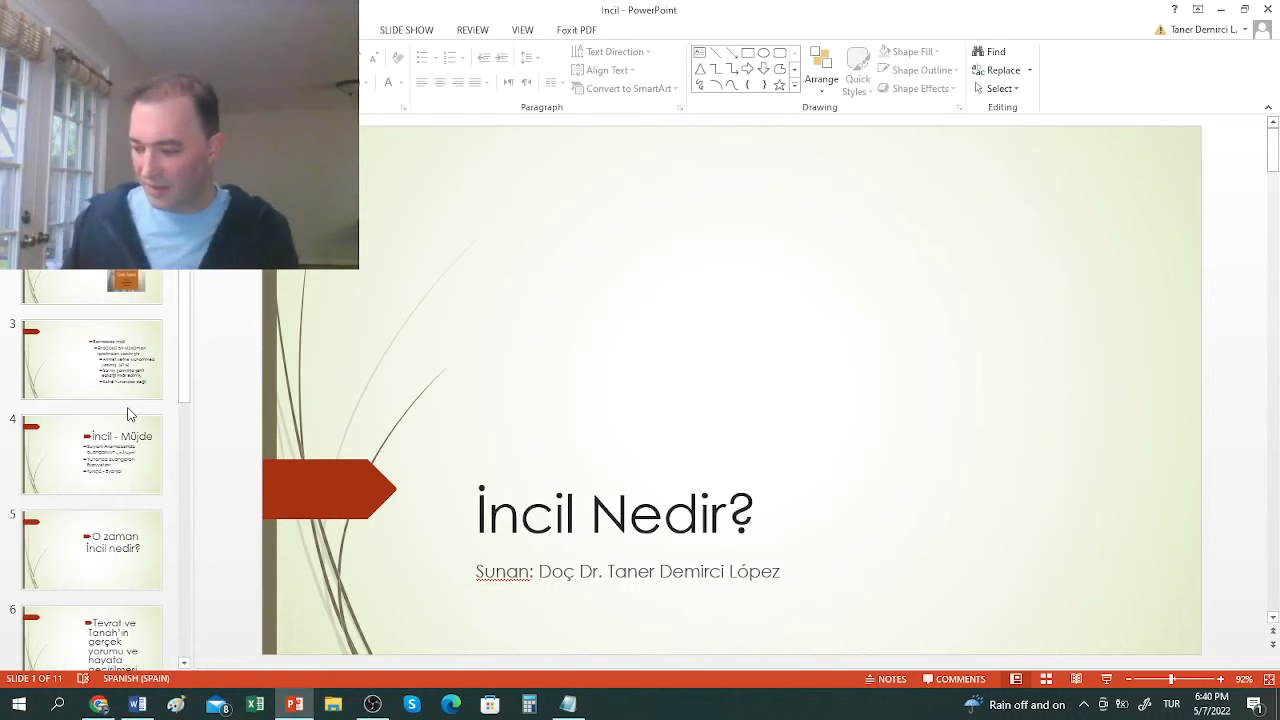 İncil - PowerPoint
SLIDE SHOW
REVIEW
VIEW
Foxit PDF
Taner Demirci L.
Text Direction
Align Text
Convert to SmartArt
Paragraph
Arrange
Quick
Styles
Shape Fill
Shape Outline
Shape Effects
Drawing
Find
Replace
Select
Editing
3
4
İncil - Müjde
5
O zaman
İncil nedir?
6
Tevrat ve
Tanah'ın
gerçek
yorumu ve
hayata
geçirilmesi
İncil Nedir?
Sunan: Doç Dr. Taner Demirci López
SLIDE 1 OF 11
SPANISH (SPAIN)
NOTES
COMMENTS
92%
Rain off and on
TUR
6:40 PM
5/7/2022